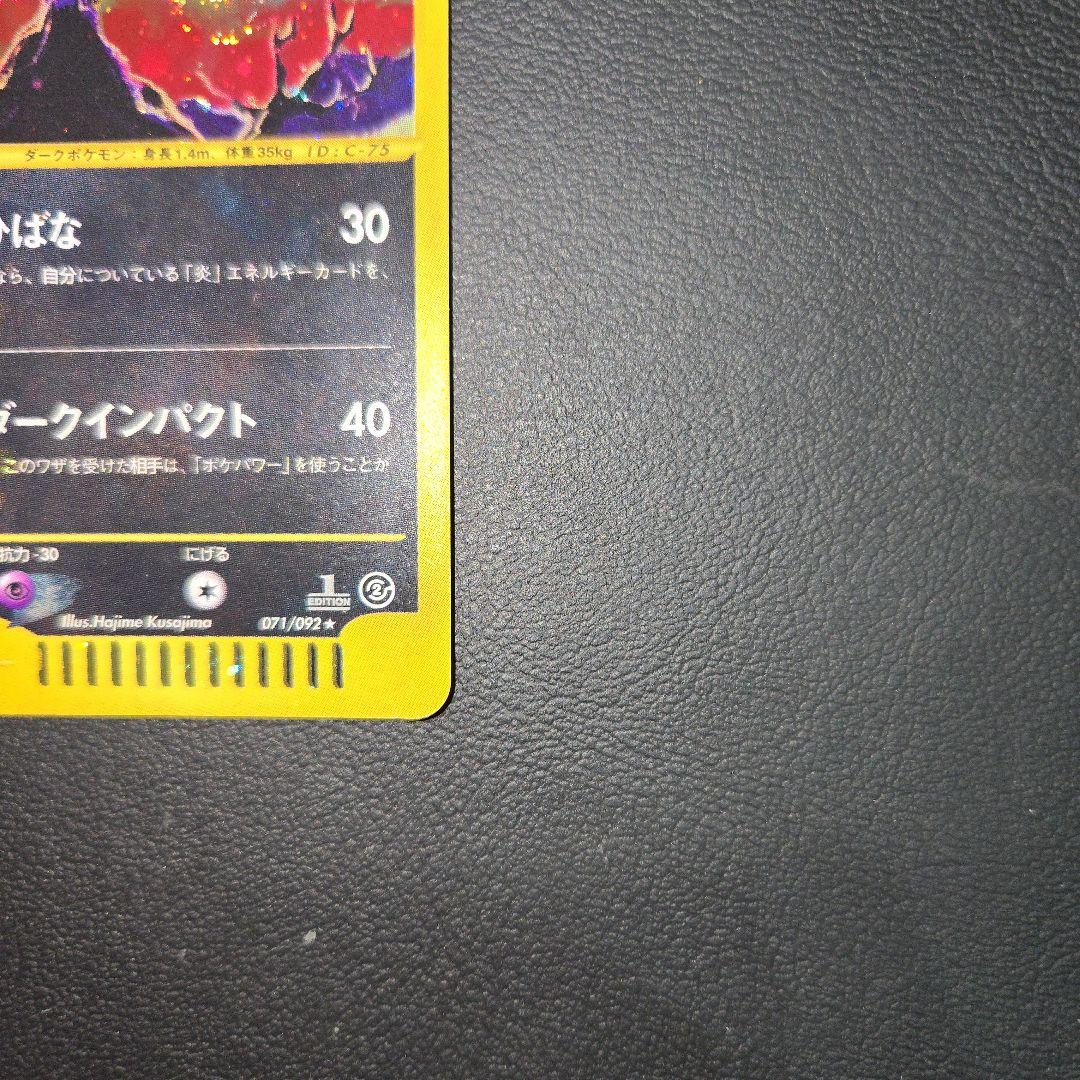 ダークポケモン：身長1.4m、体重35kg ID：C-75
ひばな 30
なら、自分についている「炎」エネルギーカードを、
ダークインパクト 40
このワザを受けた相手は、「ポケパワー」を使うことが
抗力 -30 にげる
1 EDITION 2
Illus.Hajime Kusajima 071/092★